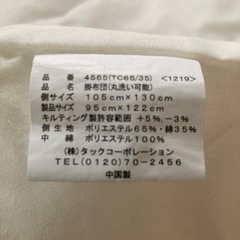 品番 4565(TC65/35) <1219>
品名 掛布団(丸洗い可能)
側サイズ 105cm×130cm
製品サイズ 95cm×122cm
キルティング製許容範囲 +5%,-3%
側生地 ポリエステル65%・綿35%
中生綿 ポリエステル100%
(株)タックコーポレーション
TEL(0120)70-2456
中国製